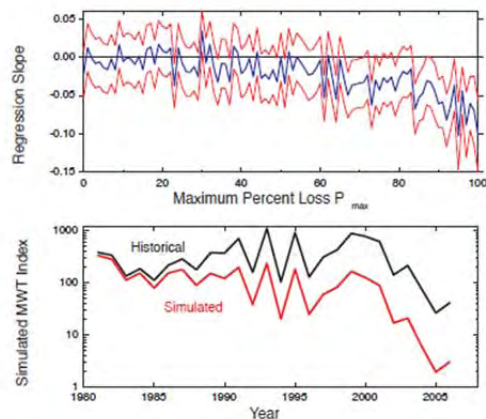 0.05
0.00
-0.05
-0.10
-0.15
Regression Slope
0 20 40 60 80 100
Maximum Percent Loss P max
1000
100
10
1
Simulated MWT Index
Historical
Simulated
1980 1985 1990 1995 2000 2005
Year